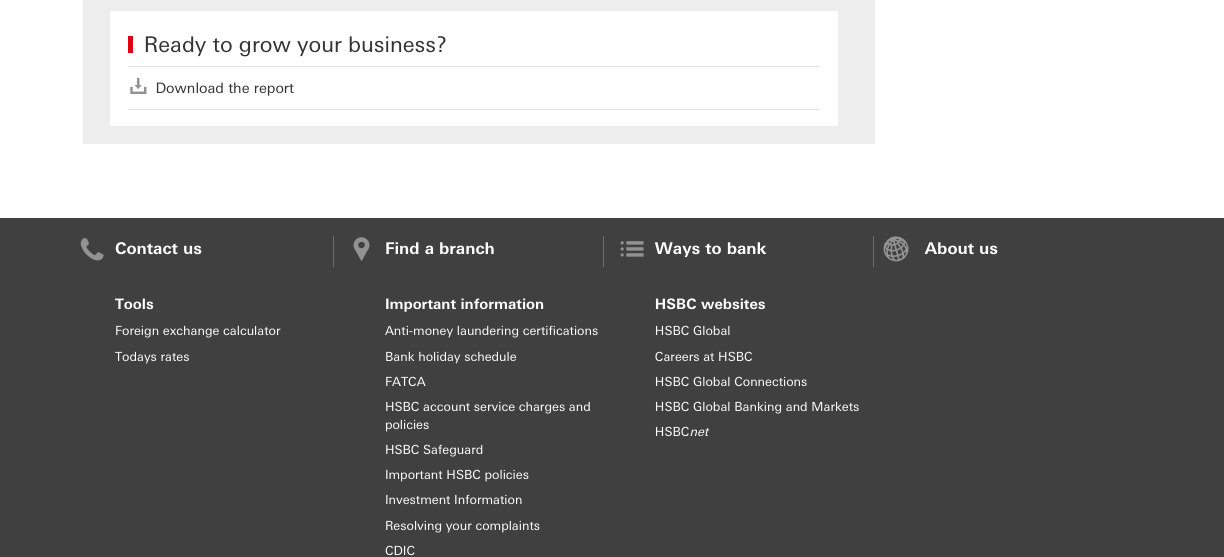 Ready to grow your business?
Download the report
Contact us
Find a branch
Ways to bank
About us
Tools
Foreign exchange calculator
Todays rates
Important information
Anti-money laundering certifications
Bank holiday schedule
FATCA
HSBC account service charges and
policies
HSBC Safeguard
Important HSBC policies
Investment Information
Resolving your complaints
CDIC
HSBC websites
HSBC Global
Careers at HSBC
HSBC Global Connections
HSBC Global Banking and Markets
HSBCnet